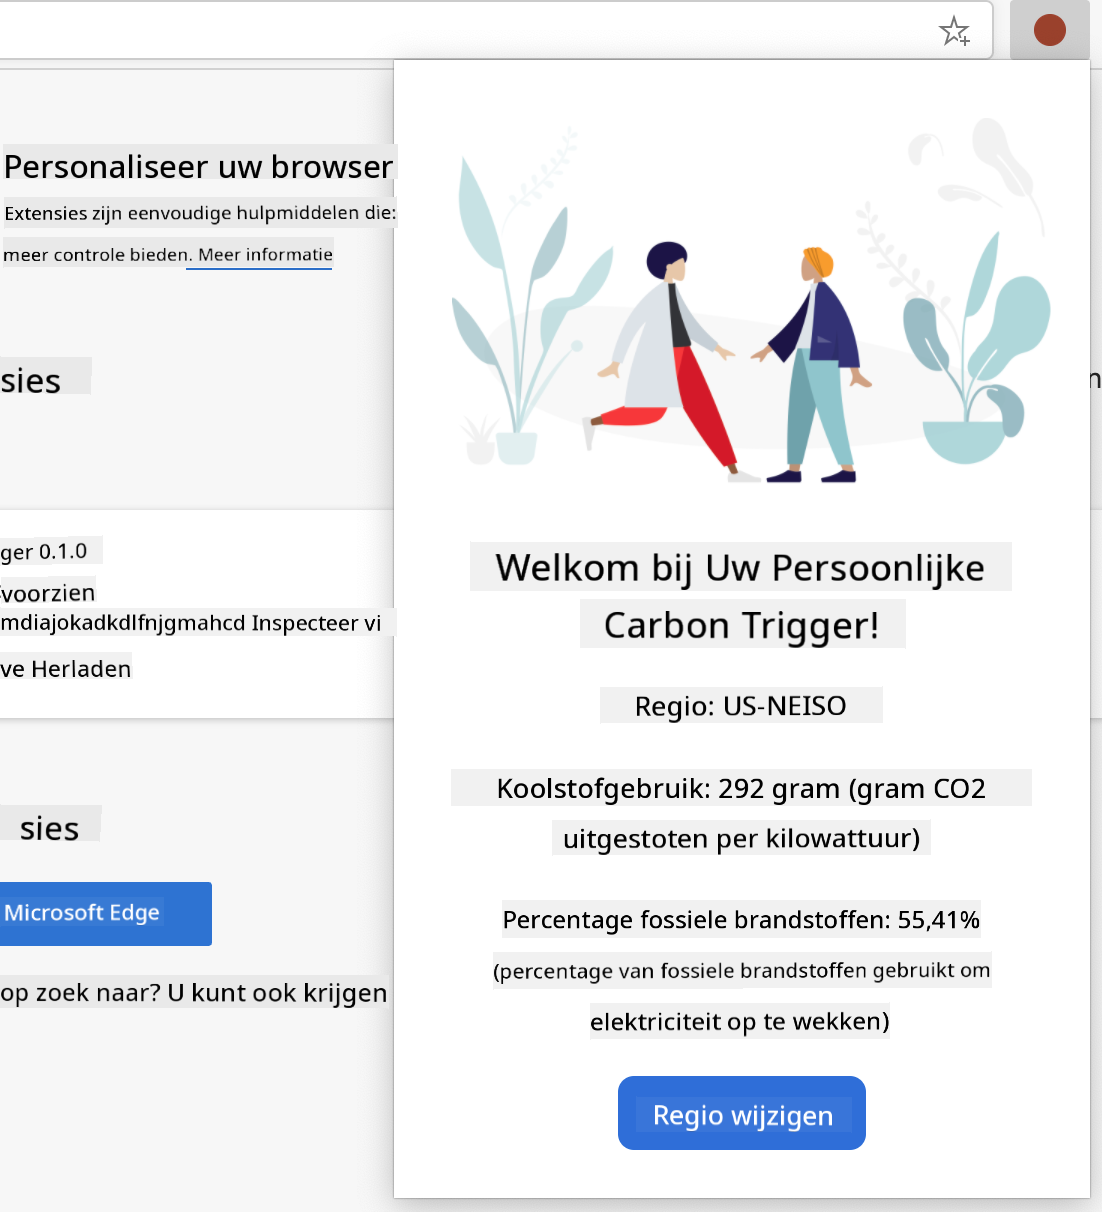 Personaliseer uw browser
Extensies zijn eenvoudige hulpmiddelen die:
meer controle bieden. Meer informatie
sies
ger 0.1.0
voorzien
mdiajokadkdlfnjgmahcd Inspecteer vi
ve Herladen
sies
Microsoft Edge
op zoek naar? U kunt ook krijgen
Welkom bij Uw Persoonlijke
Carbon Trigger!
Regio: US-NEISO
Koolstofgebruik: 292 gram (gram CO2
uitgestoten per kilowattuur)
Percentage fossiele brandstoffen: 55,41%
(percentage van fossiele brandstoffen gebruikt om
elektriciteit op te wekken)
Regio wijzigen